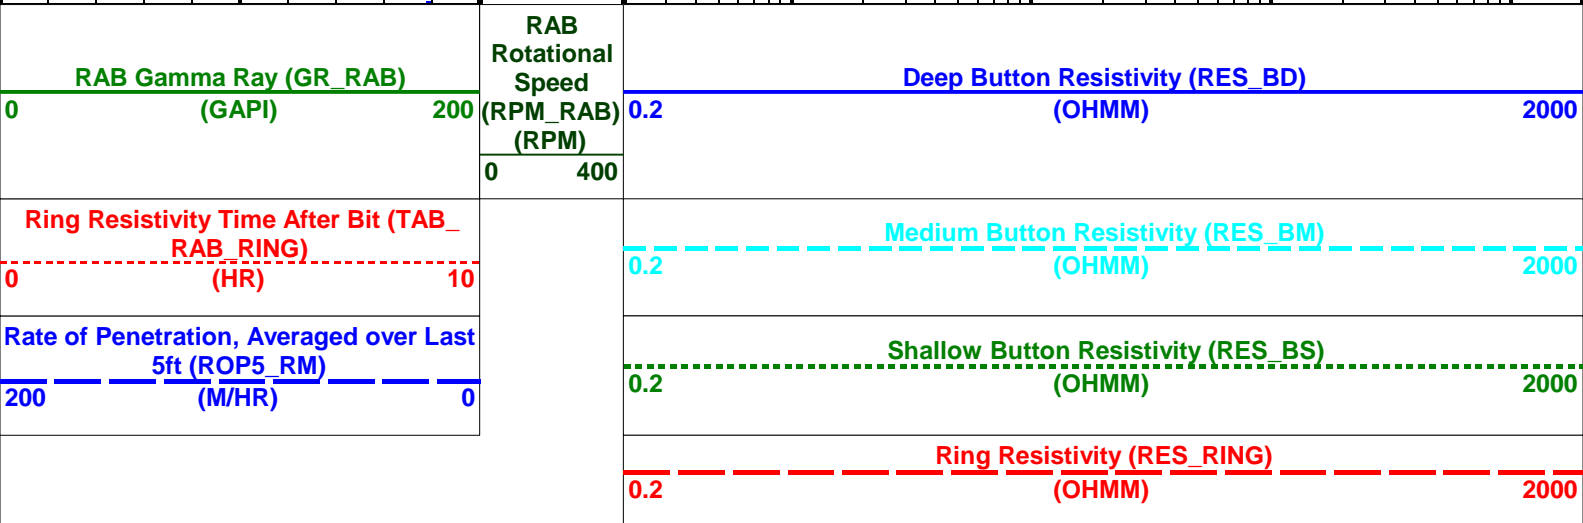 RAB Gamma Ray (GR_RAB)
0 (GAPI) 200
RAB
Rotational
Speed
(RPM_RAB)
(RPM)
0 400
Deep Button Resistivity (RES_BD)
0.2 (OHMM) 2000
Ring Resistivity Time After Bit (TAB_
RAB_RING)
0 (HR) 10
Medium Button Resistivity (RES_BM)
0.2 (OHMM) 2000
Rate of Penetration, Averaged over Last
5ft (ROP5_RM)
200 (M/HR) 0
Shallow Button Resistivity (RES_BS)
0.2 (OHMM) 2000
Ring Resistivity (RES_RING)
0.2 (OHMM) 2000